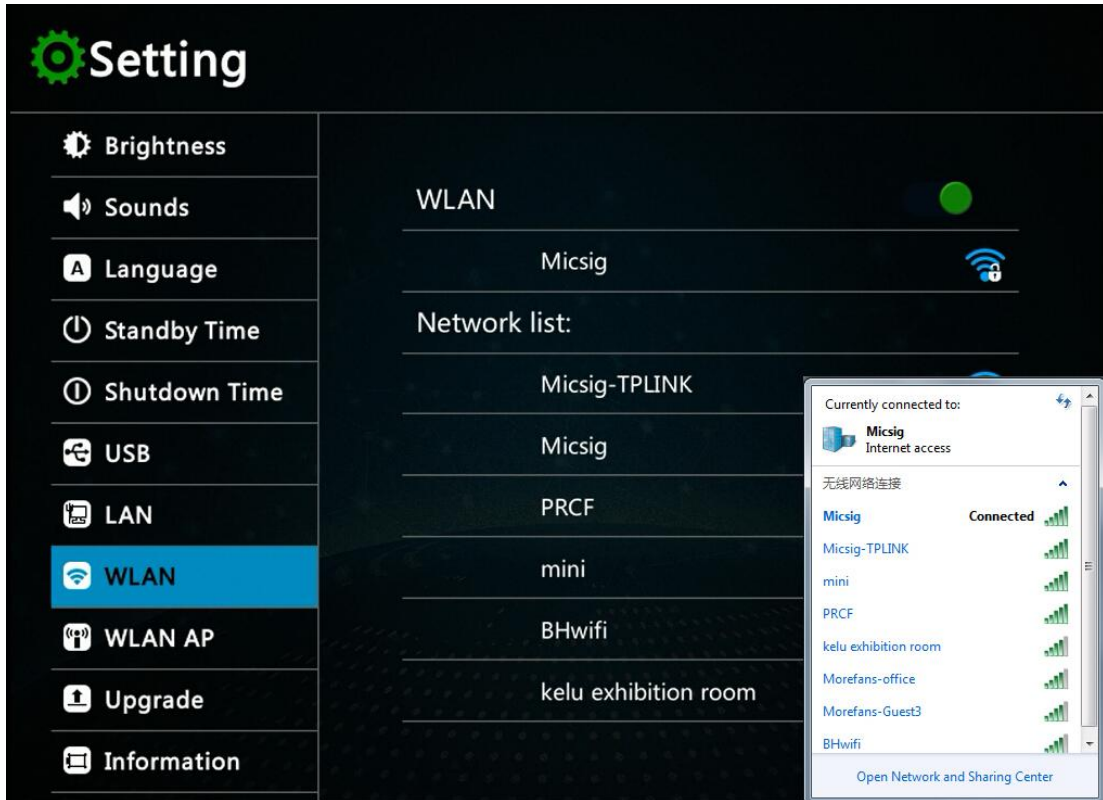 Setting
Brightness
Sounds
A Language
Standby Time
Shutdown Time
USB
LAN
WLAN
WLAN AP
Upgrade
Information
WLAN
Micsig
Network list:
Micsig-TPLINK
Micsig
PRCF
mini
BHwifi
kelu exhibition room
Currently connected to:
Micsig
Internet access
无线网络连接
Micsig Connected
Micsig-TPLINK
mini
PRCF
kelu exhibition room
Morefans-office
Morefans-Guest3
BHwifi
Open Network and Sharing Center